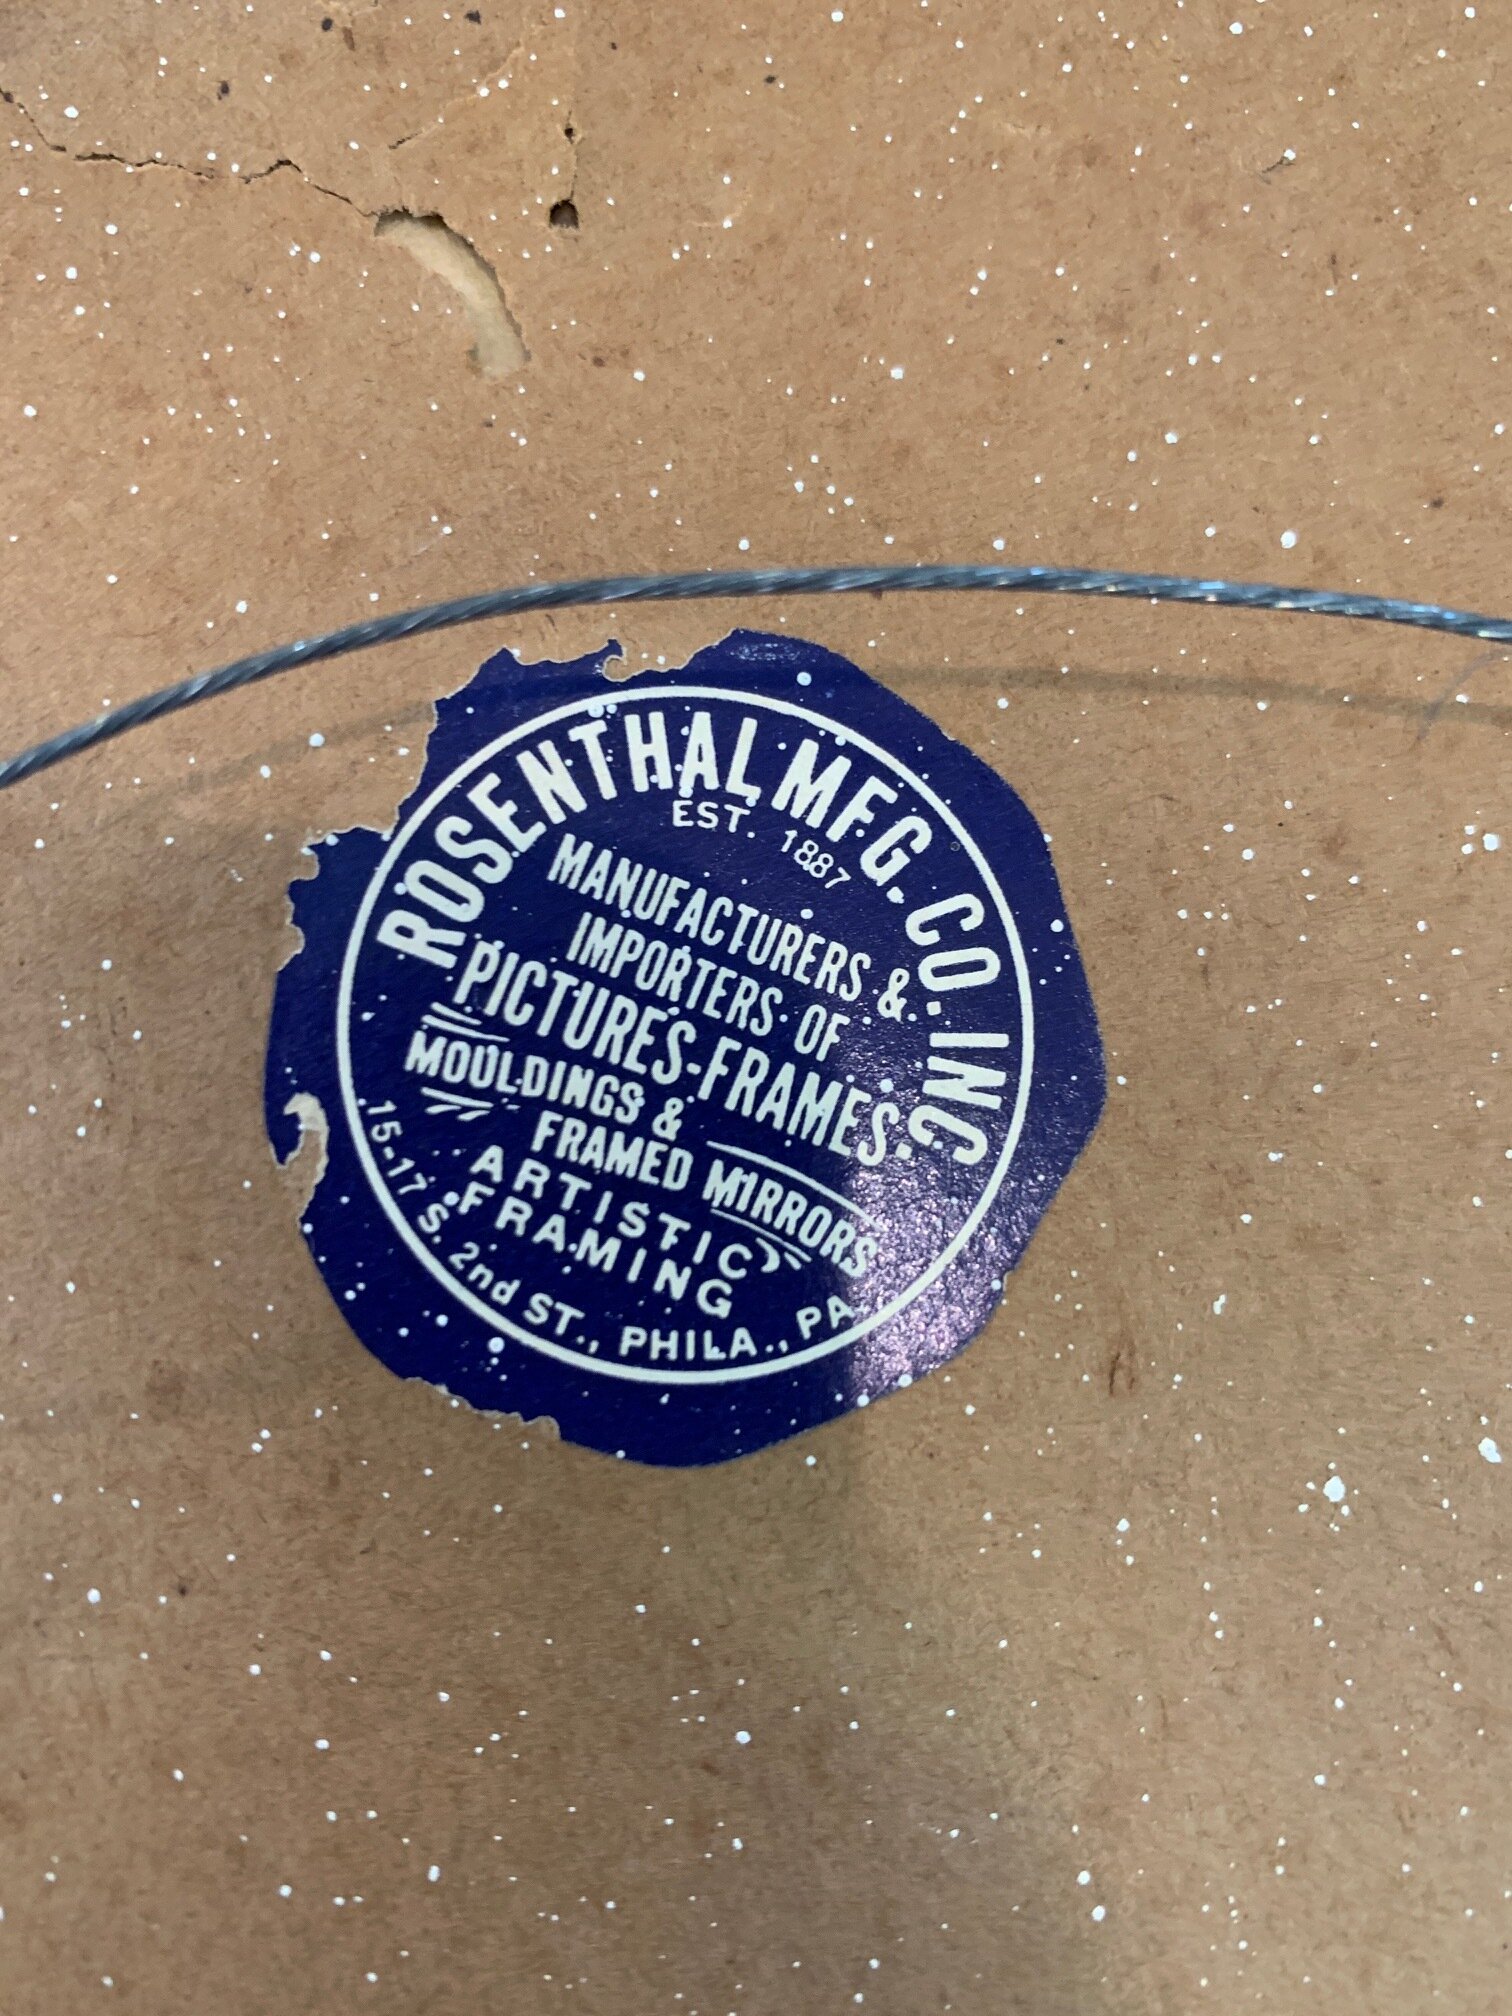 ROSENTHAL MFG. CO. INC.
EST. 1887
MANUFACTURERS &
IMPORTERS OF
PICTURES-FRAMES
MOULDINGS &
FRAMED MIRRORS
ARTISTIC
FRAMING
15-17 S. 2nd ST., PHILA., PA.